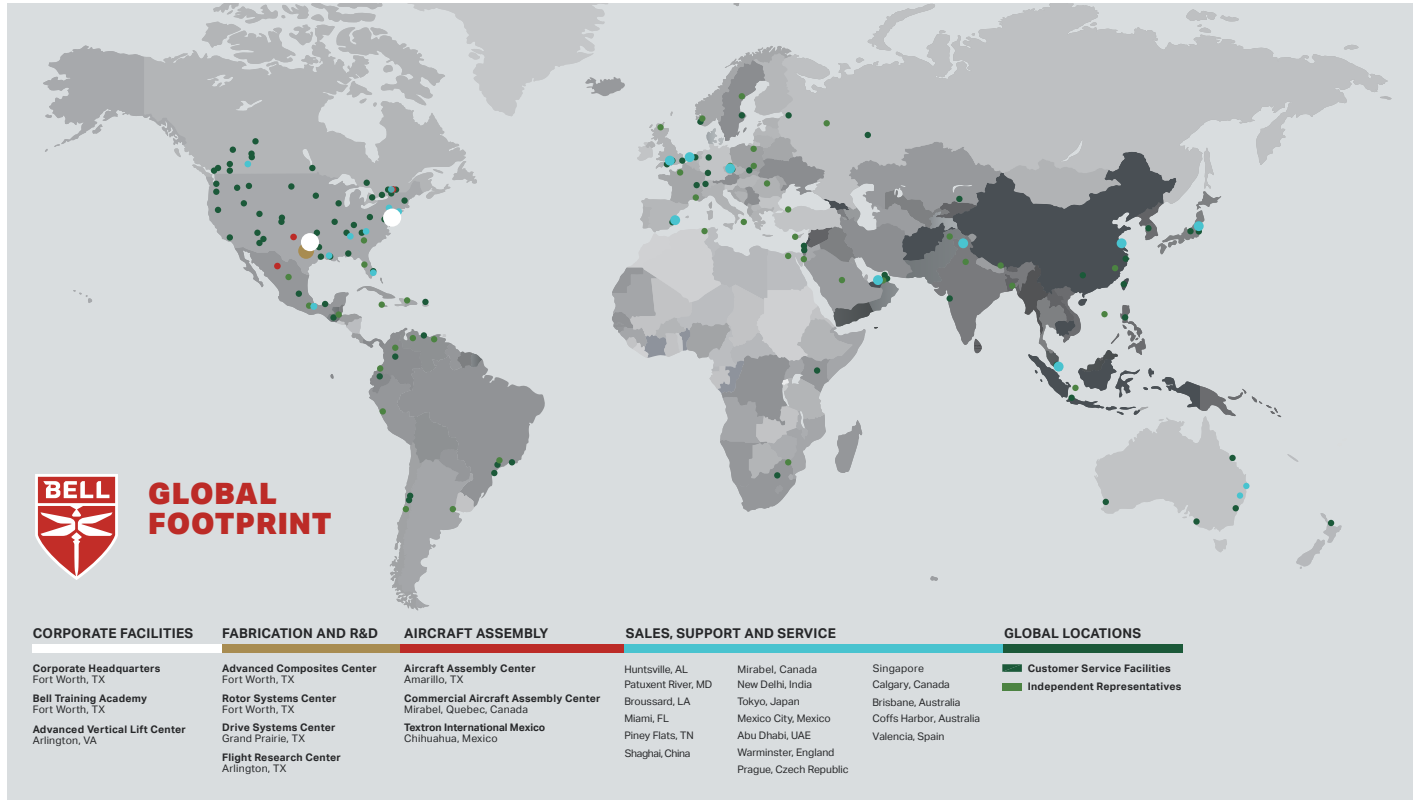 BELL
GLOBAL
FOOTPRINT
CORPORATE FACILITIES
Corporate Headquarters
Fort Worth, TX
Bell Training Academy
Fort Worth, TX
Advanced Vertical Lift Center
Arlington, VA
FABRICATION AND R&D
Advanced Composites Center
Fort Worth, TX
Rotor Systems Center
Fort Worth, TX
Drive Systems Center
Grand Prairie, TX
Flight Research Center
Arlington, TX
AIRCRAFT ASSEMBLY
Aircraft Assembly Center
Amarillo, TX
Commercial Aircraft Assembly Center
Mirabel, Quebec, Canada
Textron International Mexico
Chihuahua, Mexico
SALES, SUPPORT AND SERVICE
Huntsville, AL
Patuxent River, MD
Broussard, LA
Miami, FL
Piney Flats, TN
Shaghai, China
Mirabel, Canada
New Delhi, India
Tokyo, Japan
Mexico City, Mexico
Abu Dhabi, UAE
Warminster, England
Prague, Czech Republic
Singapore
Calgary, Canada
Brisbane, Australia
Coffs Harbor, Australia
Valencia, Spain
GLOBAL LOCATIONS
Customer Service Facilities
Independent Representatives